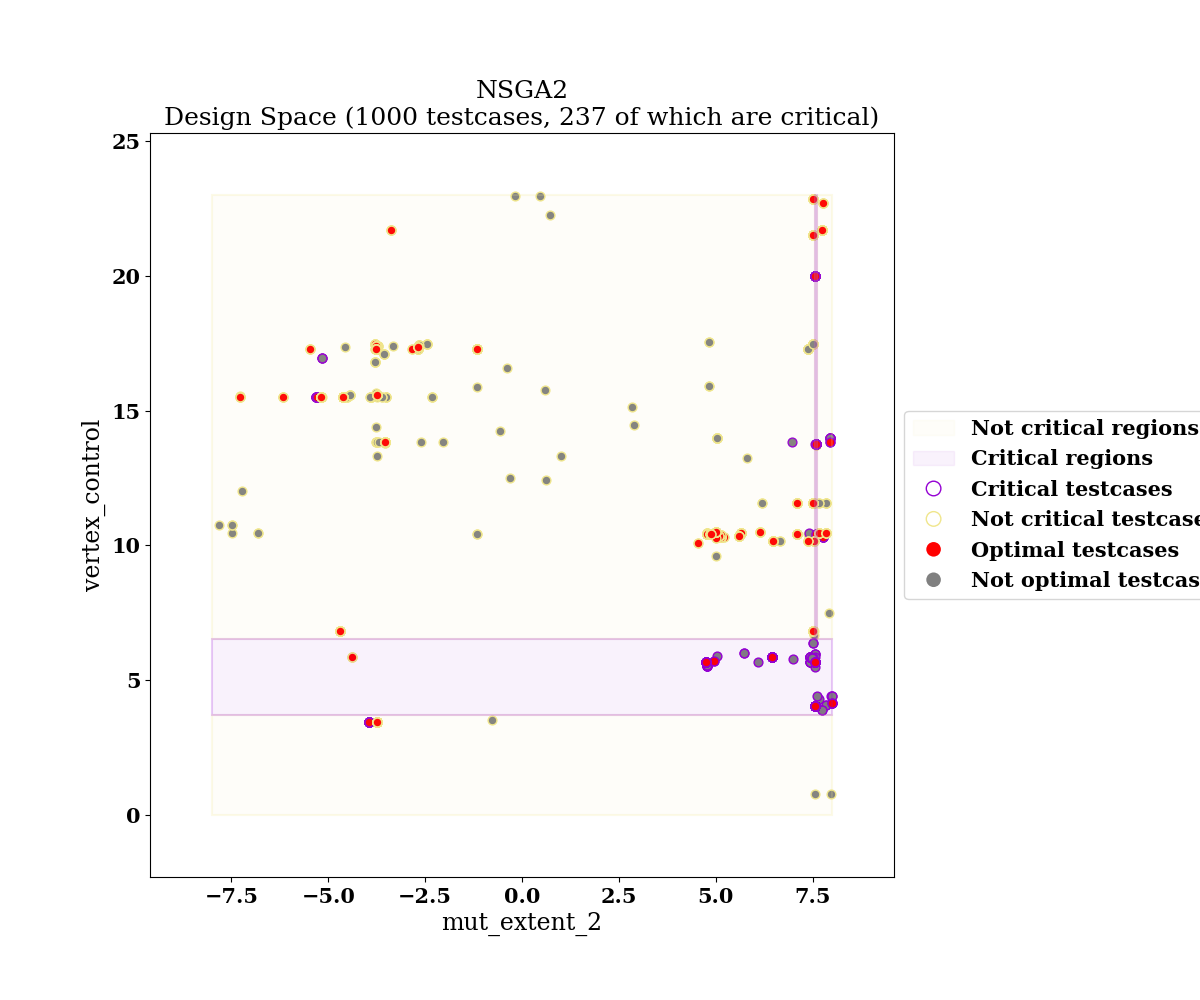 NSGA2
Design Space (1000 testcases, 237 of which are critical)
25
20
15
10
5
0
vertex_control
−7.5
−5.0
−2.5
0.0
2.5
5.0
7.5
mut_extent_2
Not critical regions
Critical regions
Critical testcases
Not critical testcase
Optimal testcases
Not optimal testcas